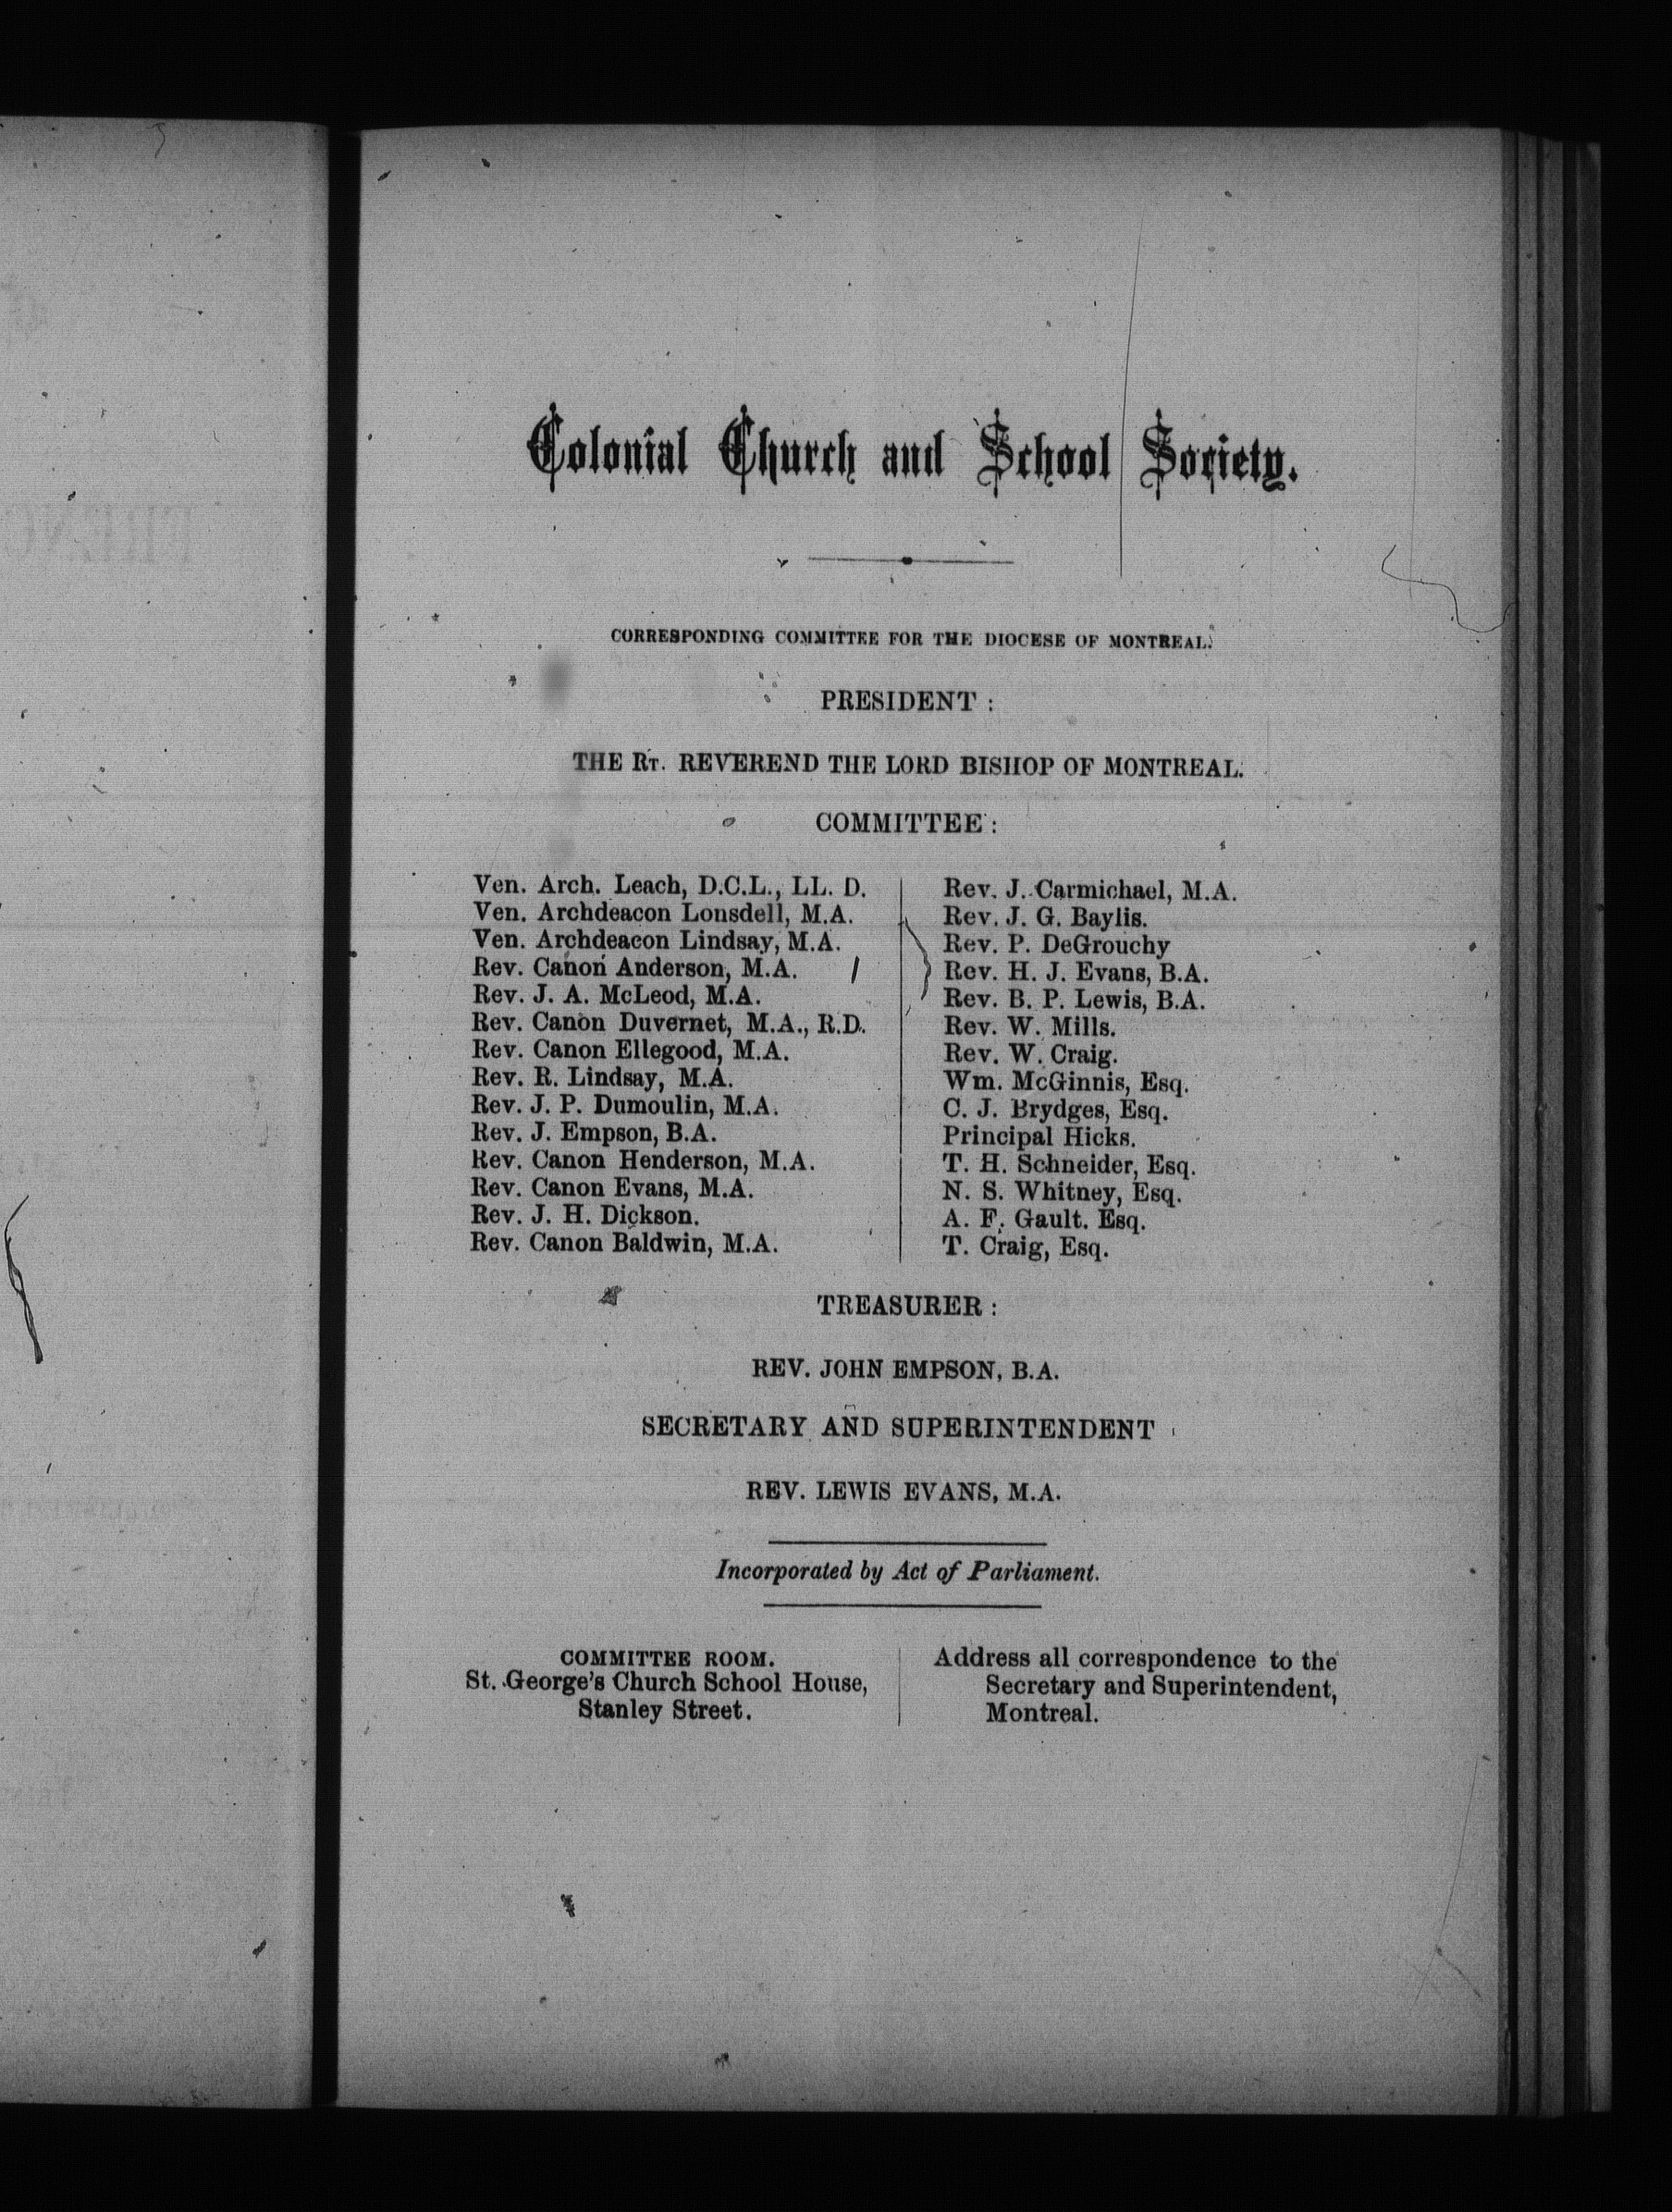 Colonial Church and School Society.
CORRESPONDING COMMITTEE FOR THE DIOCESE OF MONTREAL.
PRESIDENT :
THE RT. REVEREND THE LORD BISHOP OF MONTREAL.
COMMITTEE :
Ven. Arch. Leach, D.C.L., LL. D.
Ven. Archdeacon Lonsdell, M.A.
Ven. Archdeacon Lindsay, M.A.
Rev. Canon Anderson, M.A.
Rev. J. A. McLeod, M.A.
Rev. Canon Duvernet, M.A., R.D.
Rev. Canon Ellegood, M.A.
Rev. R. Lindsay, M.A.
Rev. J. P. Dumoulin, M.A.
Rev. J. Empson, B.A.
Rev. Canon Henderson, M.A.
Rev. Canon Evans, M.A.
Rev. J. H. Dickson.
Rev. Canon Baldwin, M.A.
Rev. J. Carmichael, M.A.
Rev. J. G. Baylis.
Rev. P. DeGrouchy
Rev. H. J. Evans, B.A.
Rev. B. P. Lewis, B.A.
Rev. W. Mills.
Rev. W. Craig.
Wm. McGinnis, Esq.
C. J. Brydges, Esq.
Principal Hicks.
T. H. Schneider, Esq.
N. S. Whitney, Esq.
A. F. Gault. Esq.
T. Craig, Esq.
TREASURER :
REV. JOHN EMPSON, B.A.
SECRETARY AND SUPERINTENDENT
REV. LEWIS EVANS, M.A.
Incorporated by Act of Parliament.
COMMITTEE ROOM.
St. George's Church School House,
Stanley Street.
Address all correspondence to the
Secretary and Superintendent,
Montreal.